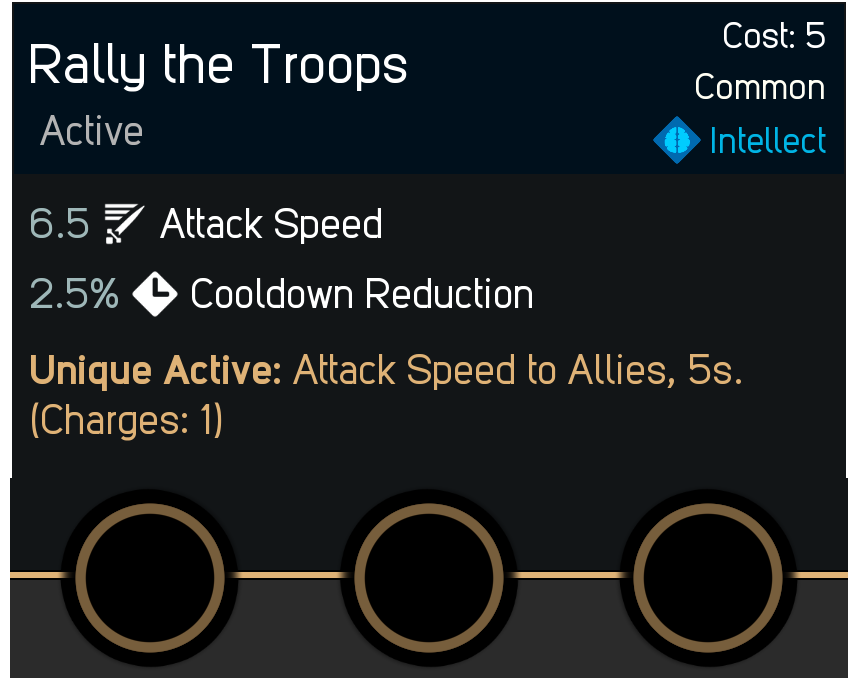 Rally the Troops
Cost: 5
Common
Active
Intellect
6.5 Attack Speed
2.5% Cooldown Reduction
Unique Active: Attack Speed to Allies, 5s.
(Charges: 1)